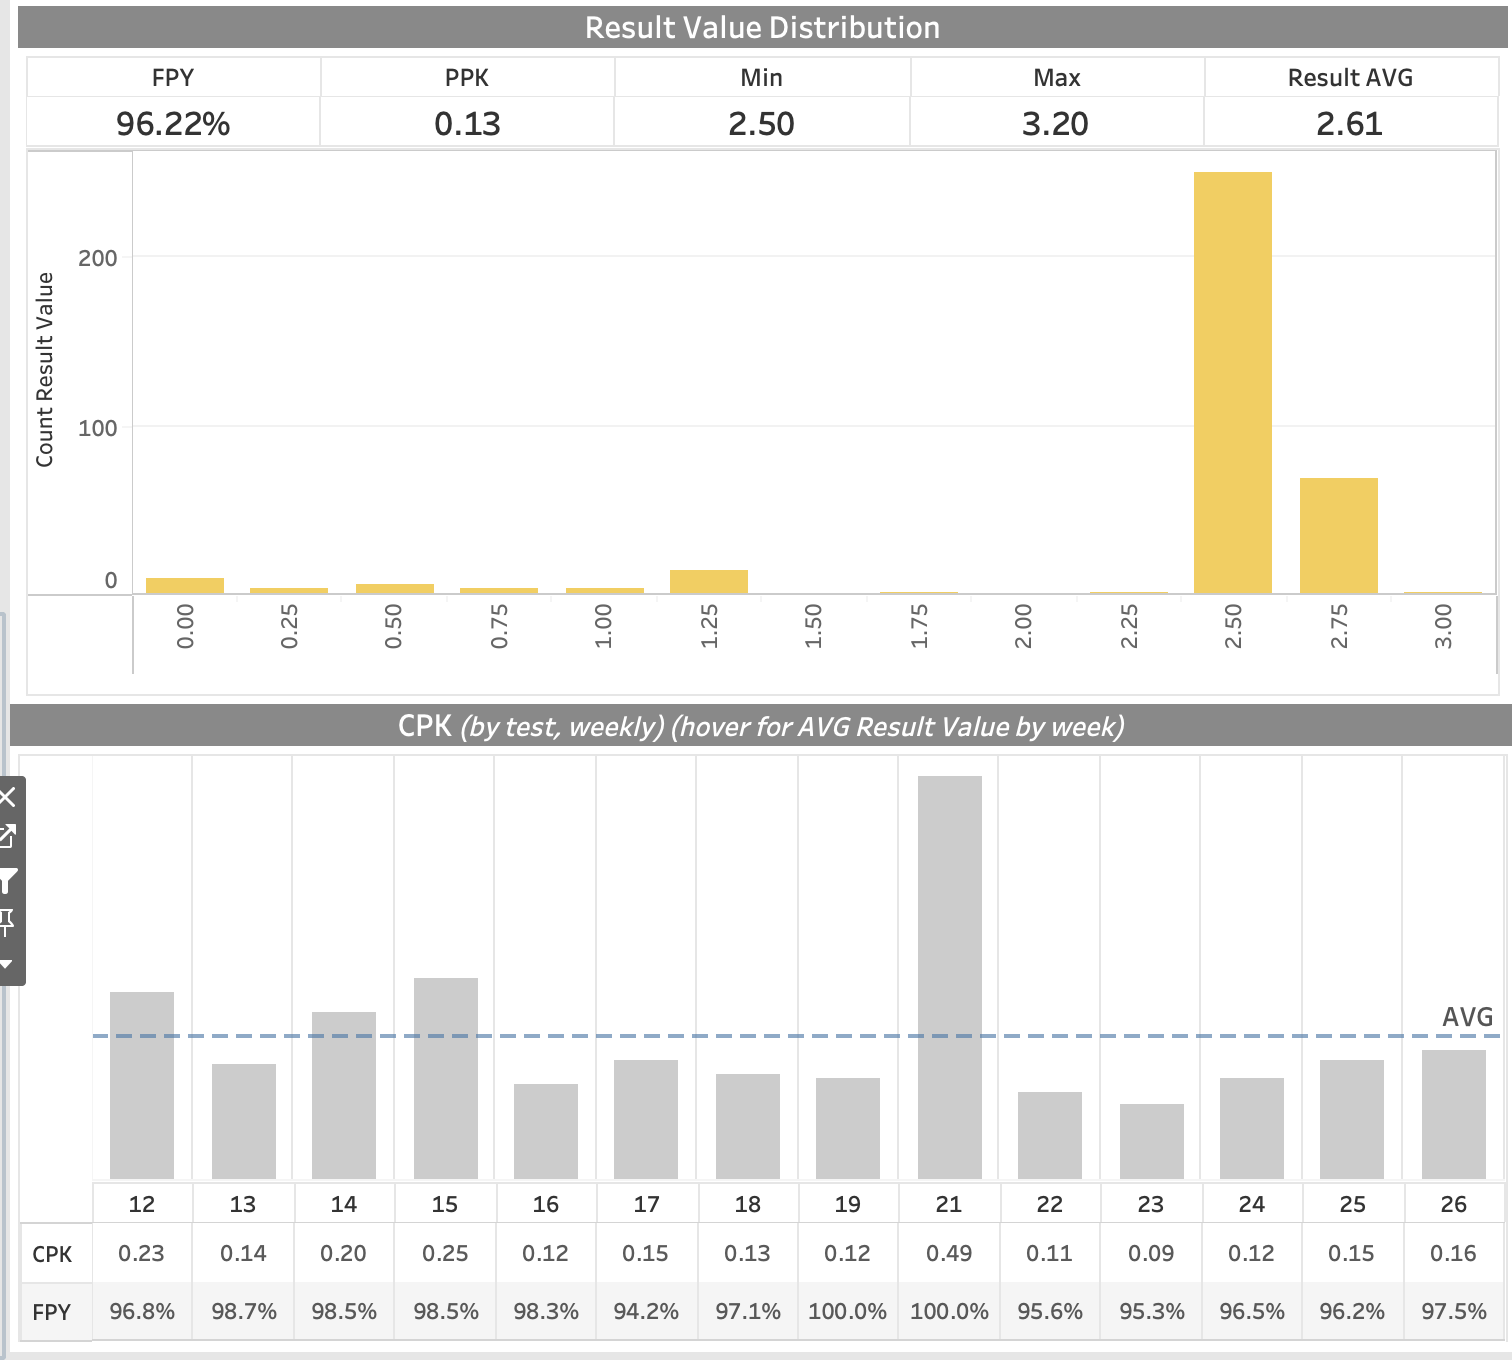 Result Value Distribution
FPY PPK Min Max Result AVG
96.22% 0.13 2.50 3.20 2.61
Count Result Value
200
100
0
0.00 0.25 0.50 0.75 1.00 1.25 1.50 1.75 2.00 2.25 2.50 2.75 3.00
CPK (by test, weekly) (hover for AVG Result Value by week)
AVG
12 13 14 15 16 17 18 19 21 22 23 24 25 26
CPK 0.23 0.14 0.20 0.25 0.12 0.15 0.13 0.12 0.49 0.11 0.09 0.12 0.15 0.16
FPY 96.8% 98.7% 98.5% 98.5% 98.3% 94.2% 97.1% 100.0% 100.0% 95.6% 95.3% 96.5% 96.2% 97.5%